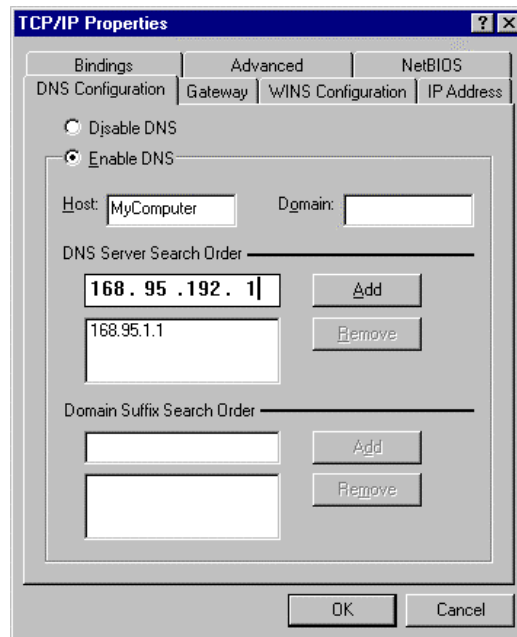 TCP/IP Properties
Bindings Advanced NetBIOS
DNS Configuration Gateway WINS Configuration IP Address
Disable DNS
Enable DNS
Host: MyComputer Domain:
DNS Server Search Order
168. 95 .192. 1 Add
168.95.1.1 Remove
Domain Suffix Search Order
Add
Remove
OK Cancel